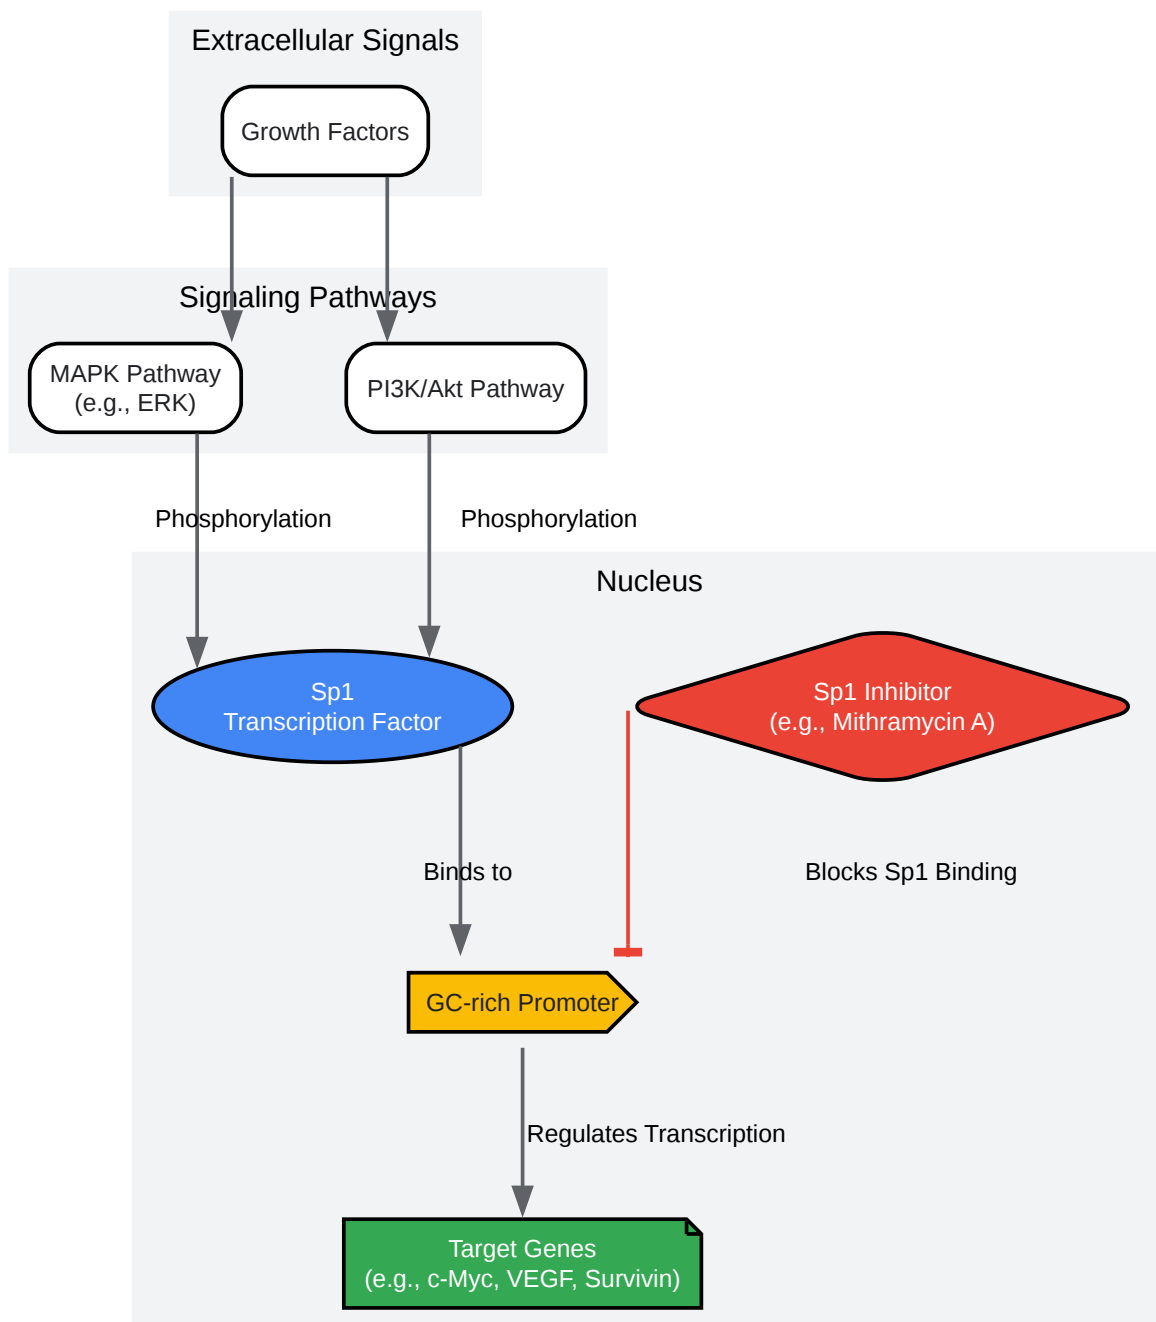 Extracellular Signals
Growth Factors
Signaling Pathways
MAPK Pathway
(e.g., ERK)
PI3K/Akt Pathway
Phosphorylation
Phosphorylation
Nucleus
Sp1
Transcription Factor
Sp1 Inhibitor
(e.g., Mithramycin A)
Binds to
Blocks Sp1 Binding
GC-rich Promoter
Regulates Transcription
Target Genes
(e.g., c-Myc, VEGF, Survivin)